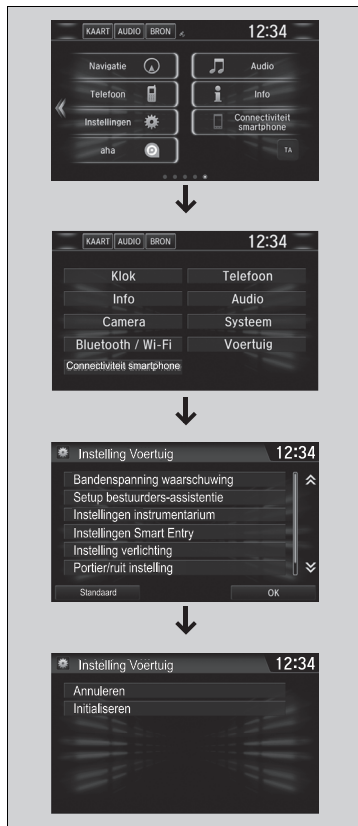 KAART AUDIO BRON 12:34
Navigatie Audio
Telefoon Info
Instellingen Connectiviteit
smartphone
aha TA
KAART AUDIO BRON 12:34
Klok Telefoon
Info Audio
Camera Systeem
Bluetooth / Wi-Fi Voertuig
Connectiviteit smartphone
Instelling Voertuig 12:34
Bandenspanning waarschuwing
Setup bestuurders-assistentie
Instellingen instrumentarium
Instellingen Smart Entry
Instelling verlichting
Portier/ruit instelling
Standaard OK
Instelling Voertuig 12:34
Annuleren
Initialiseren